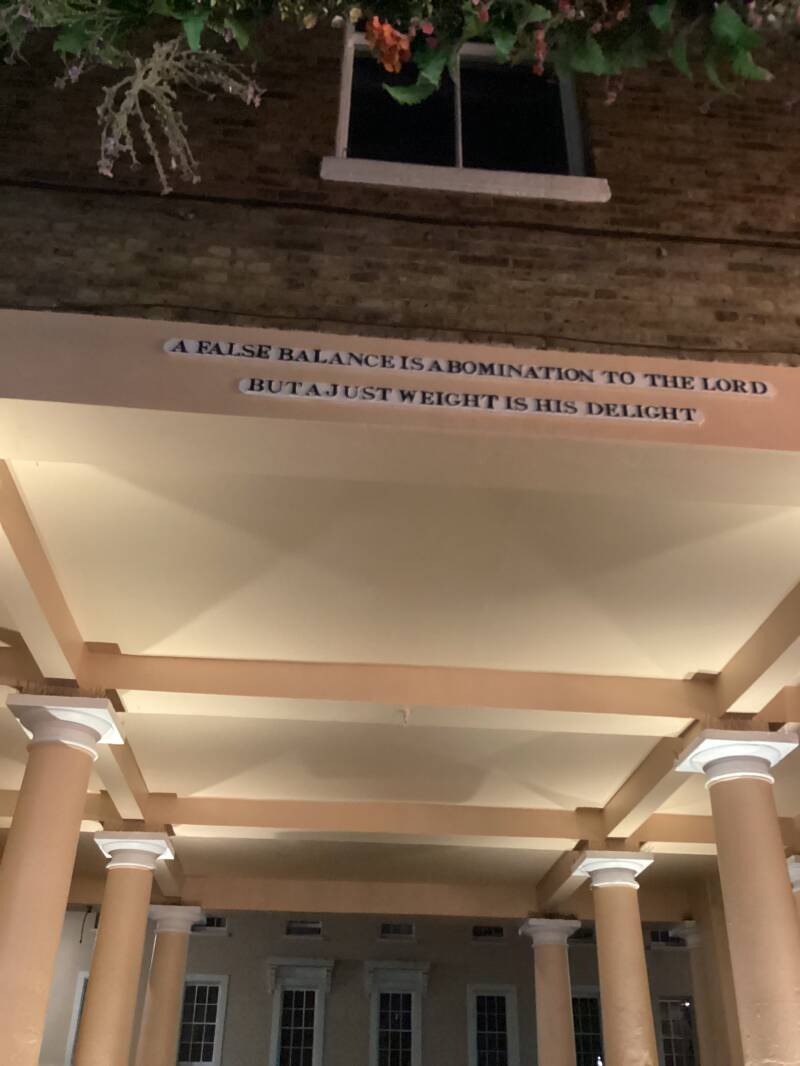 A FALSE BALANCE IS ABOMINATION TO THE LORD
BUT A JUST WEIGHT IS HIS DELIGHT